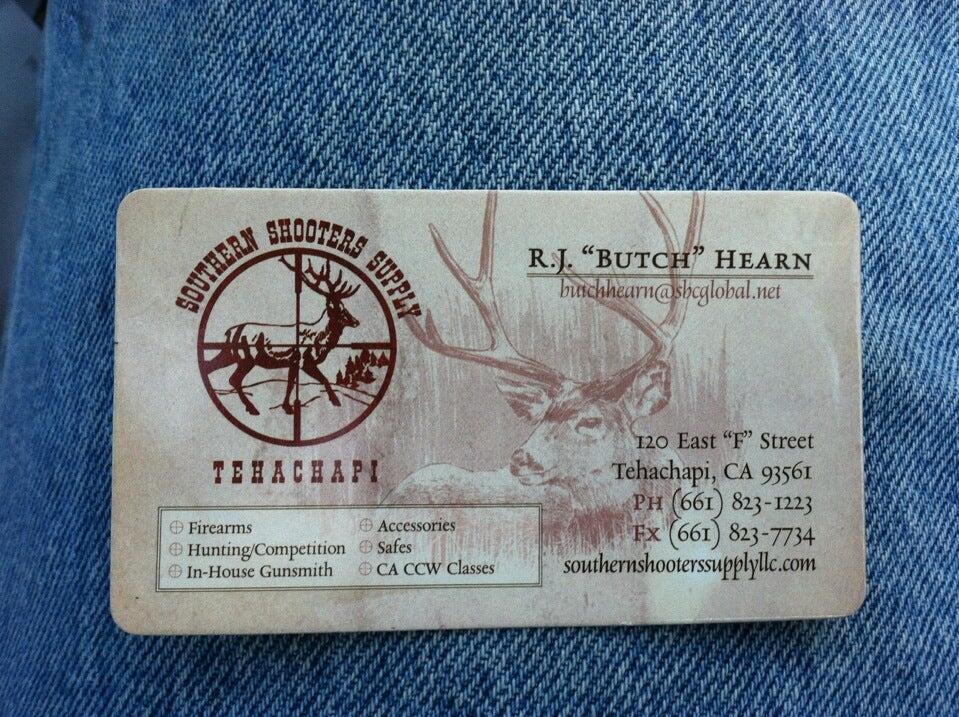 SOUTHERN SHOOTERS SUPPLY
TEHACHAPI
Firearms
Hunting/Competition
In-House Gunsmith
Accessories
Safes
CA CCW Classes
R.J. “BUTCH” HEARN
butchhearn@sbcglobal.net
120 East “F” Street
Tehachapi, CA 93561
PH (661) 823-1223
FX (661) 823-7734
southernshooterssupplyllc.com